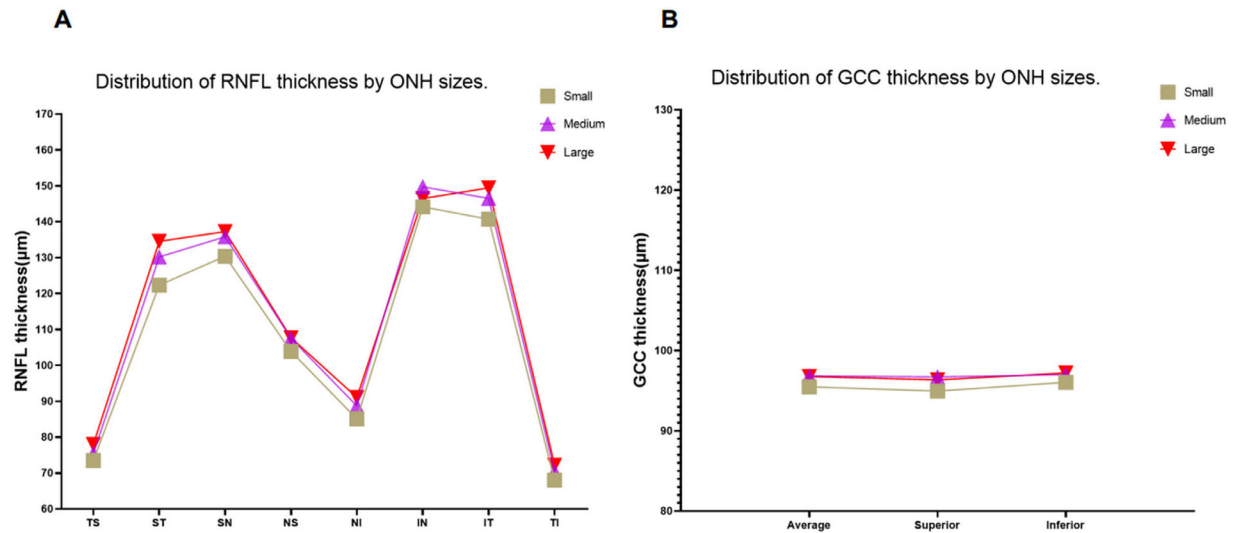 A
Distribution of RNFL thickness by ONH sizes.
Small
Medium
Large
RNFL thickness(μm)
170
160
150
140
130
120
110
100
90
80
70
60
TS ST SN NS NI IN IT TI
B
Distribution of GCC thickness by ONH sizes.
Small
Medium
Large
GCC thickness(μm)
130
120
110
100
90
80
Average Superior Inferior